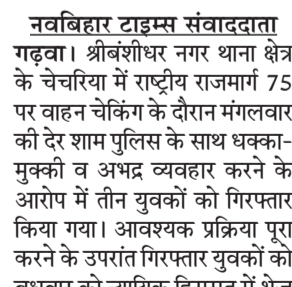 नवबिहार टाइम्स संवाददाता
गढ़वा। श्रीबंशीधर नगर थाना क्षेत्र
के चेचरिया में राष्ट्रीय राजमार्ग 75
पर वाहन चेकिंग के दौरान मंगलवार
की देर शाम पुलिस के साथ धक्का-
मुक्की व अभद्र व्यवहार करने के
आरोप में तीन युवकों को गिरफ्तार
किया गया। आवश्यक प्रक्रिया पूरा
करने के उपरांत गिरफ्तार युवकों को